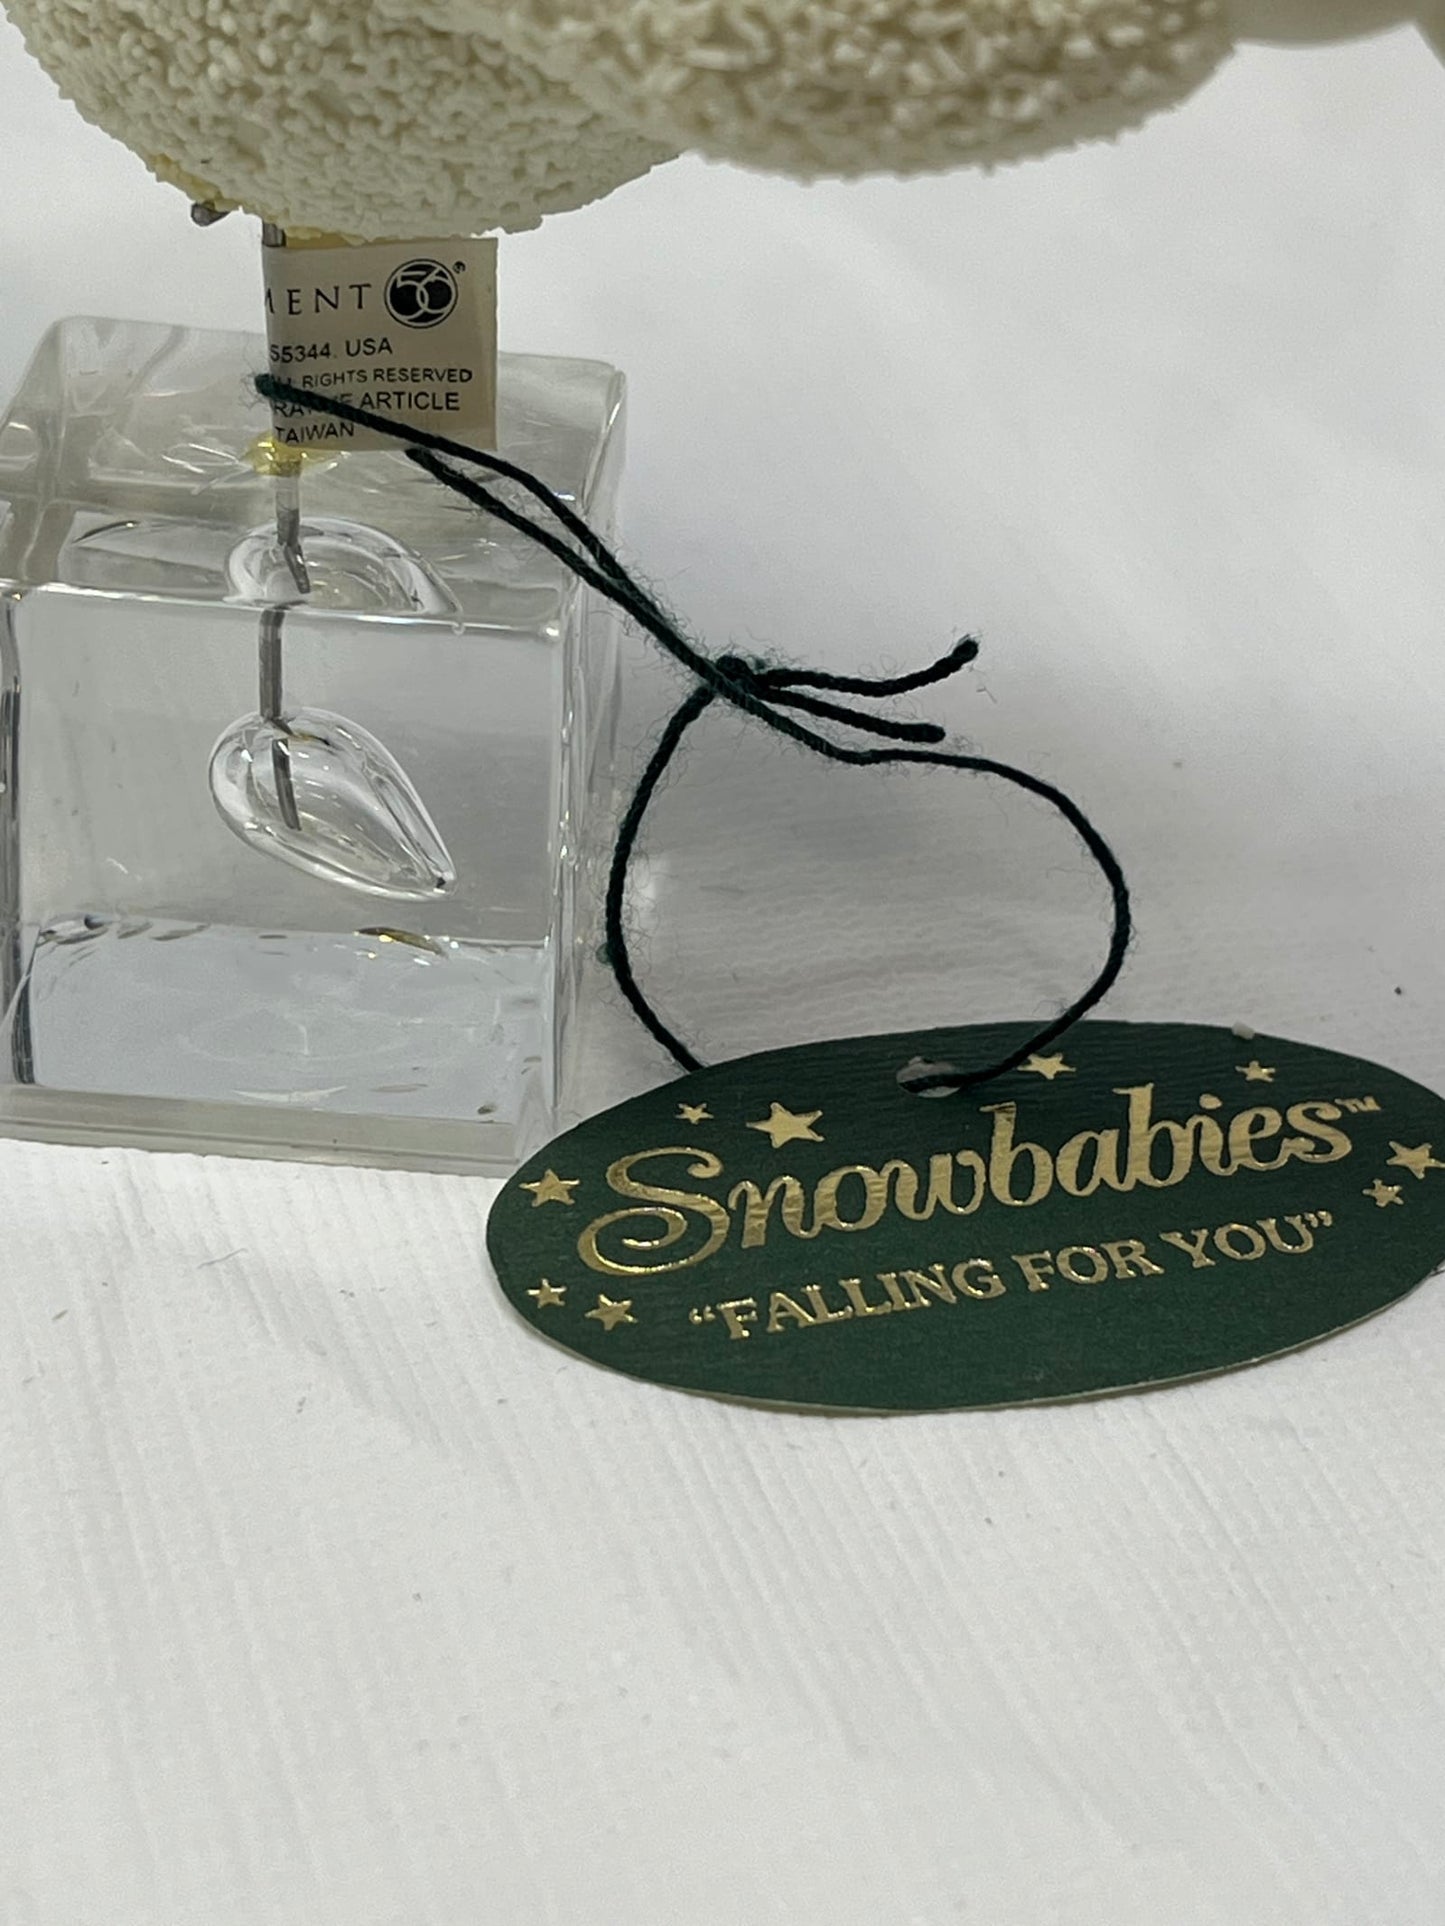 MENT 56®
55344. USA
ALL RIGHTS RESERVED
ARTICLE
TAIWAN
Snowbabies™
“FALLING FOR YOU”